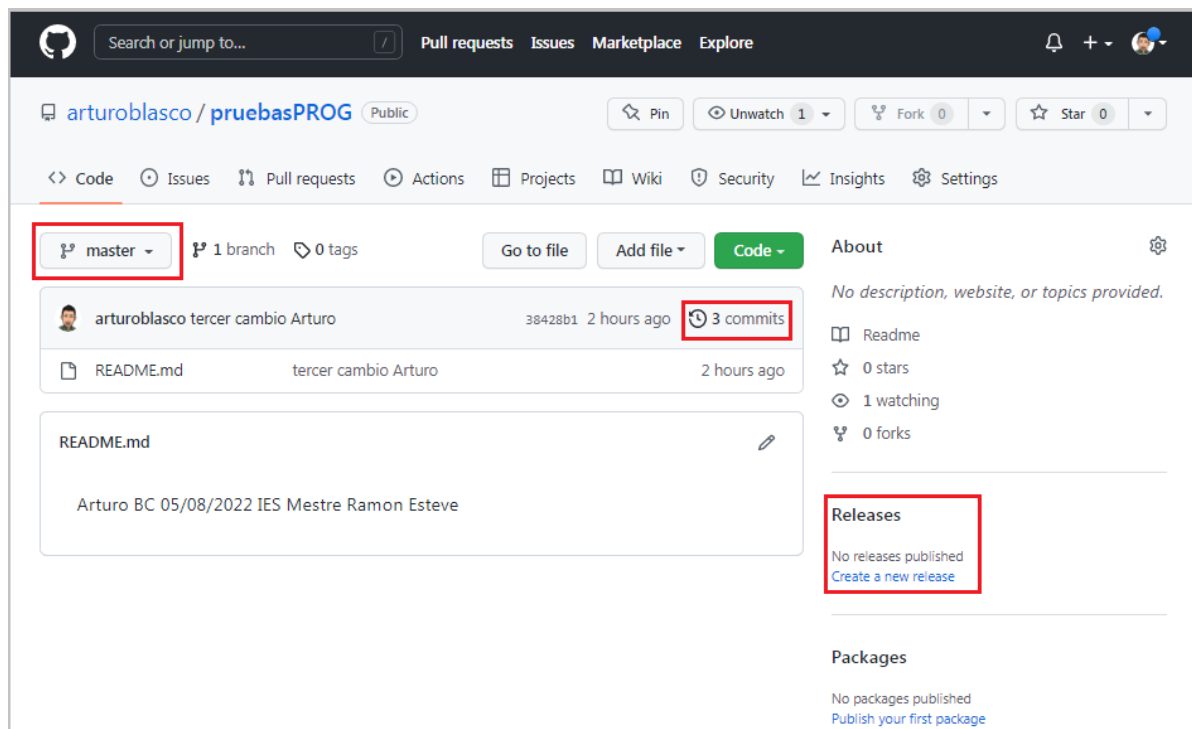 Search or jump to... / Pull requests Issues Marketplace Explore
arturoblasco / pruebasPROG Public Pin Unwatch 1 Fork 0 Star 0
Code Issues Pull requests Actions Projects Wiki Security Insights Settings
master 1 branch 0 tags Go to file Add file Code
arturoblasco tercer cambio Arturo 38428b1 2 hours ago 3 commits
README.md tercer cambio Arturo 2 hours ago
README.md
Arturo BC 05/08/2022 IES Mestre Ramon Esteve
About
No description, website, or topics provided.
Readme
0 stars
1 watching
0 forks
Releases
No releases published
Create a new release
Packages
No packages published
Publish your first package